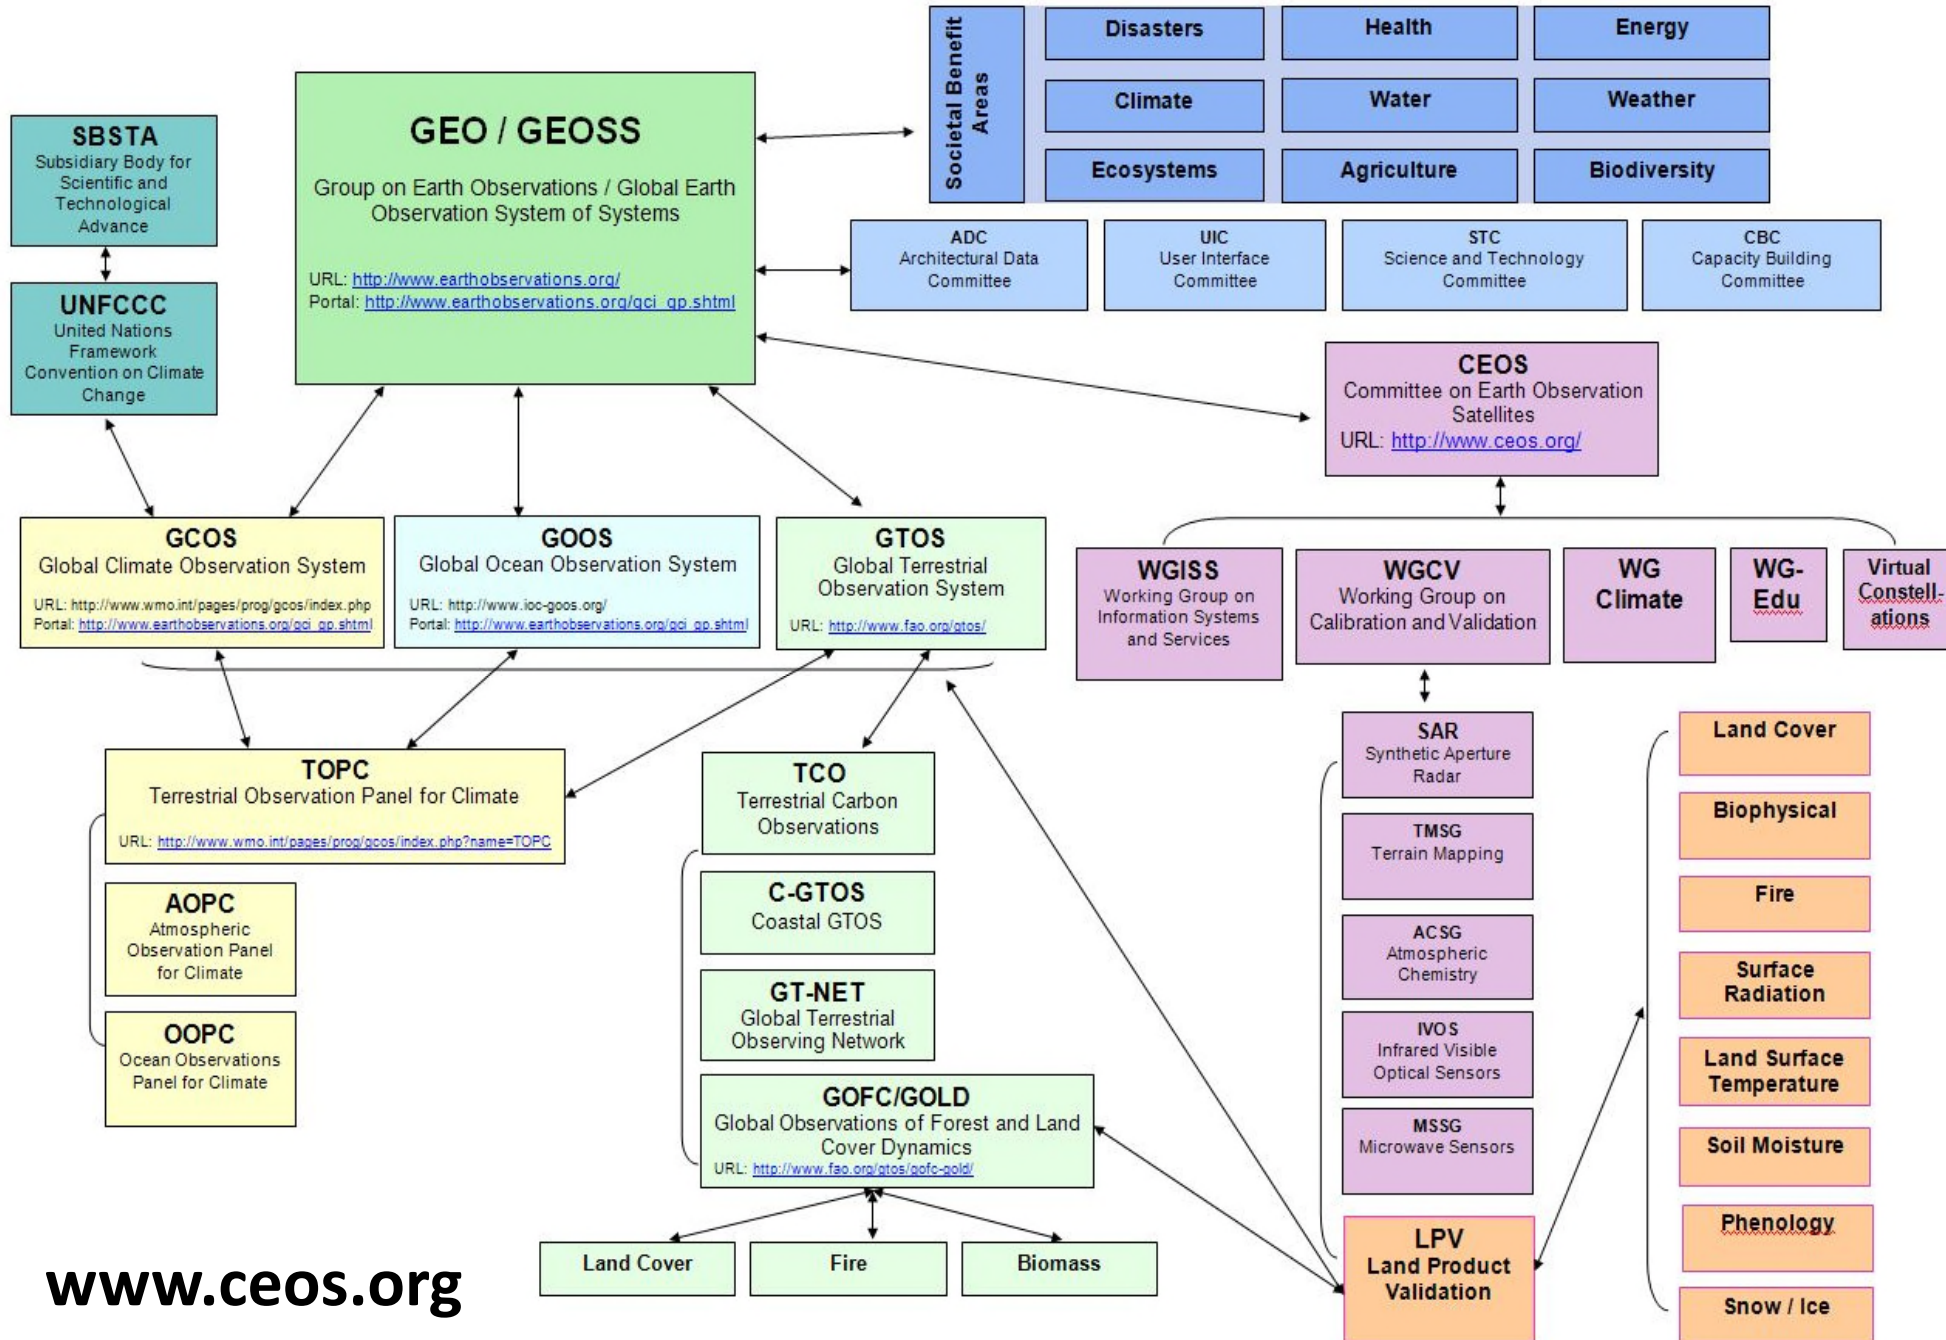 Societal Benefit
Areas
Disasters
Health
Energy
Climate
Water
Weather
Ecosystems
Agriculture
Biodiversity
GEO / GEOSS
Group on Earth Observations / Global Earth
Observation System of Systems
URL: http://www.earthobservations.org/
Portal: http://www.earthobservations.org/gci_gp.shtml
SBSTA
Subsidiary Body for
Scientific and
Technological
Advance
UNFCCC
United Nations
Framework
Convention on Climate
Change
ADC
Architectural Data
Committee
UIC
User Interface
Committee
STC
Science and Technology
Committee
CBC
Capacity Building
Committee
CEOS
Committee on Earth Observation
Satellites
URL: http://www.ceos.org/
GCOS
Global Climate Observation System
URL: http://www.wmo.int/pages/prog/gcos/index.php
Portal: http://www.earthobservations.org/gci_gp.shtml
GOOS
Global Ocean Observation System
URL: http://www.ioc-goos.org/
Portal: http://www.earthobservations.org/gci_gp.shtml
GTOS
Global Terrestrial
Observation System
URL: http://www.fao.org/gtos/
WGISS
Working Group on
Information Systems
and Services
WGCV
Working Group on
Calibration and Validation
WG
Climate
WG-
Edu
Virtual
Constell-
ations
TOPC
Terrestrial Observation Panel for Climate
URL: http://www.wmo.int/pages/prog/gcos/index.php?name=TOPC
AOPC
Atmospheric
Observation Panel
for Climate
OOPC
Ocean Observations
Panel for Climate
TCO
Terrestrial Carbon
Observations
C-GTOS
Coastal GTOS
GT-NET
Global Terrestrial
Observing Network
GOFC/GOLD
Global Observations of Forest and Land
Cover Dynamics
URL: http://www.fao.org/gtos/gofc-gold/
Land Cover
Fire
Biomass
SAR
Synthetic Aperture
Radar
TMSG
Terrain Mapping
ACSG
Atmospheric
Chemistry
IVOS
Infrared Visible
Optical Sensors
MSSG
Microwave Sensors
LPV
Land Product
Validation
Land Cover
Biophysical
Fire
Surface
Radiation
Land Surface
Temperature
Soil Moisture
Phenology
Snow / Ice
www.ceos.org